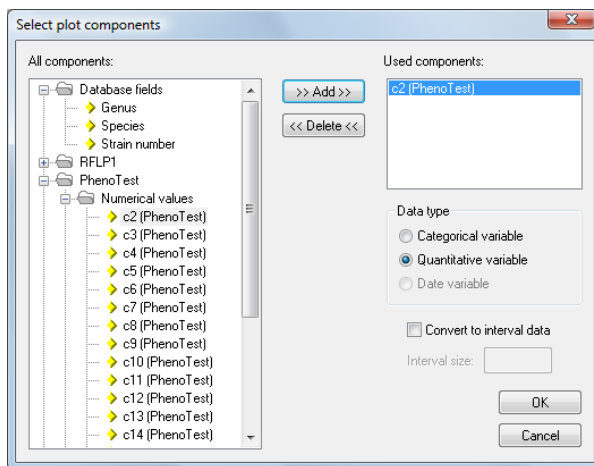 Select plot components
All components:
Database fields
Genus
Species
Strain number
RFLP1
PhenoTest
Numerical values
c2 (PhenoTest)
c3 (PhenoTest)
c4 (PhenoTest)
c5 (PhenoTest)
c6 (PhenoTest)
c7 (PhenoTest)
c8 (PhenoTest)
c9 (PhenoTest)
c10 (PhenoTest)
c11 (PhenoTest)
c12 (PhenoTest)
c13 (PhenoTest)
c14 (PhenoTest)
>> Add >>
<< Delete <<
Used components:
c2 (PhenoTest)
Data type
Categorical variable
Quantitative variable
Date variable
Convert to interval data
Interval size:
OK
Cancel